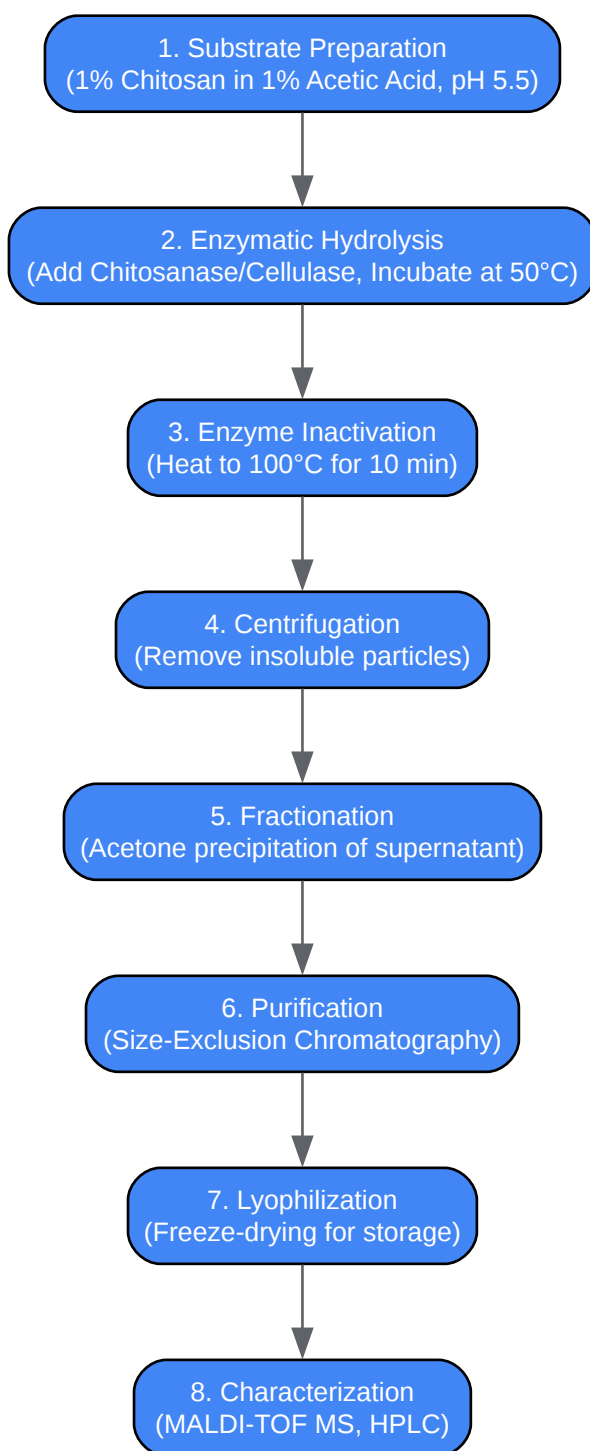 1. Substrate Preparation
(1% Chitosan in 1% Acetic Acid, pH 5.5)
2. Enzymatic Hydrolysis
(Add Chitosanase/Cellulase, Incubate at 50°C)
3. Enzyme Inactivation
(Heat to 100°C for 10 min)
4. Centrifugation
(Remove insoluble particles)
5. Fractionation
(Acetone precipitation of supernatant)
6. Purification
(Size-Exclusion Chromatography)
7. Lyophilization
(Freeze-drying for storage)
8. Characterization
(MALDI-TOF MS, HPLC)